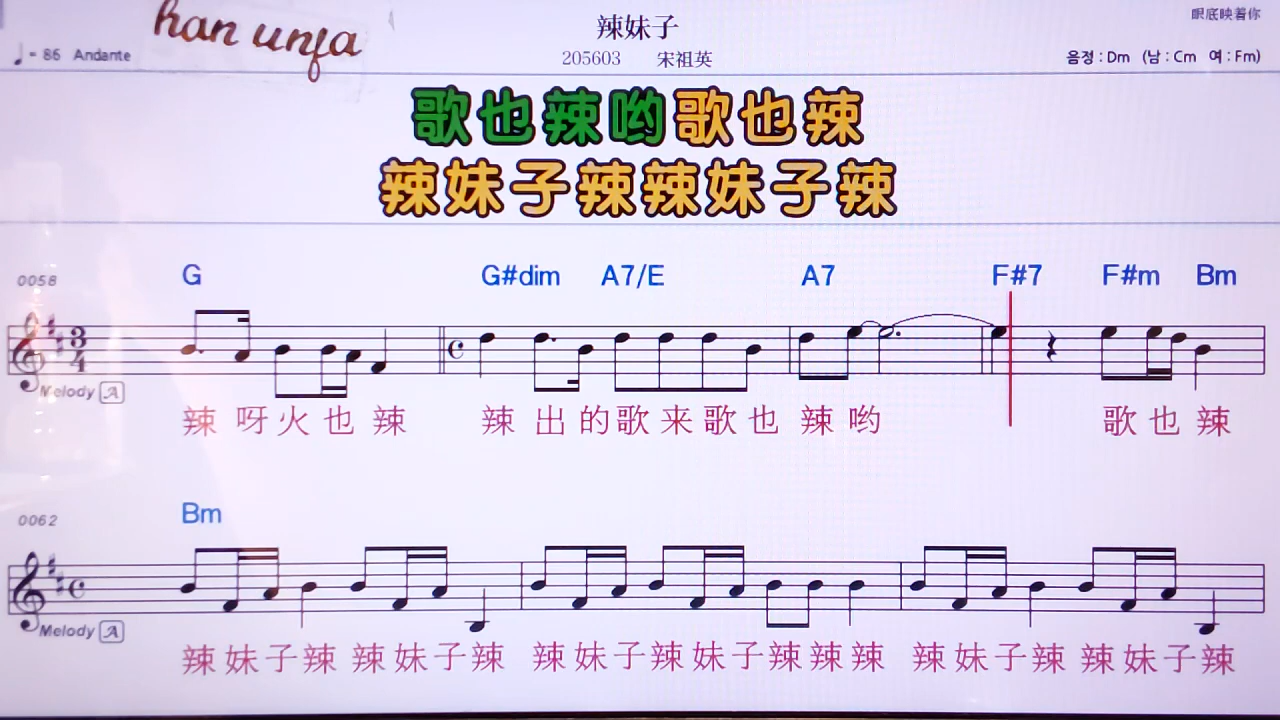 han unja
辣妹子
眼底映着你
♩= 86 Andante
205603 宋祖英
음정 : Dm (남 : Cm 여 : Fm)
歌也辣哟歌也辣
辣妹子辣辣妹子辣
0058
G G#dim A7/E A7 F#7 F#m Bm
3/4
Melody A
辣呀火也辣 辣出的歌来歌也辣哟 歌也辣
0062
Bm
Melody A
辣妹子辣辣妹子辣 辣妹子辣妹子辣辣辣 辣妹子辣辣妹子辣